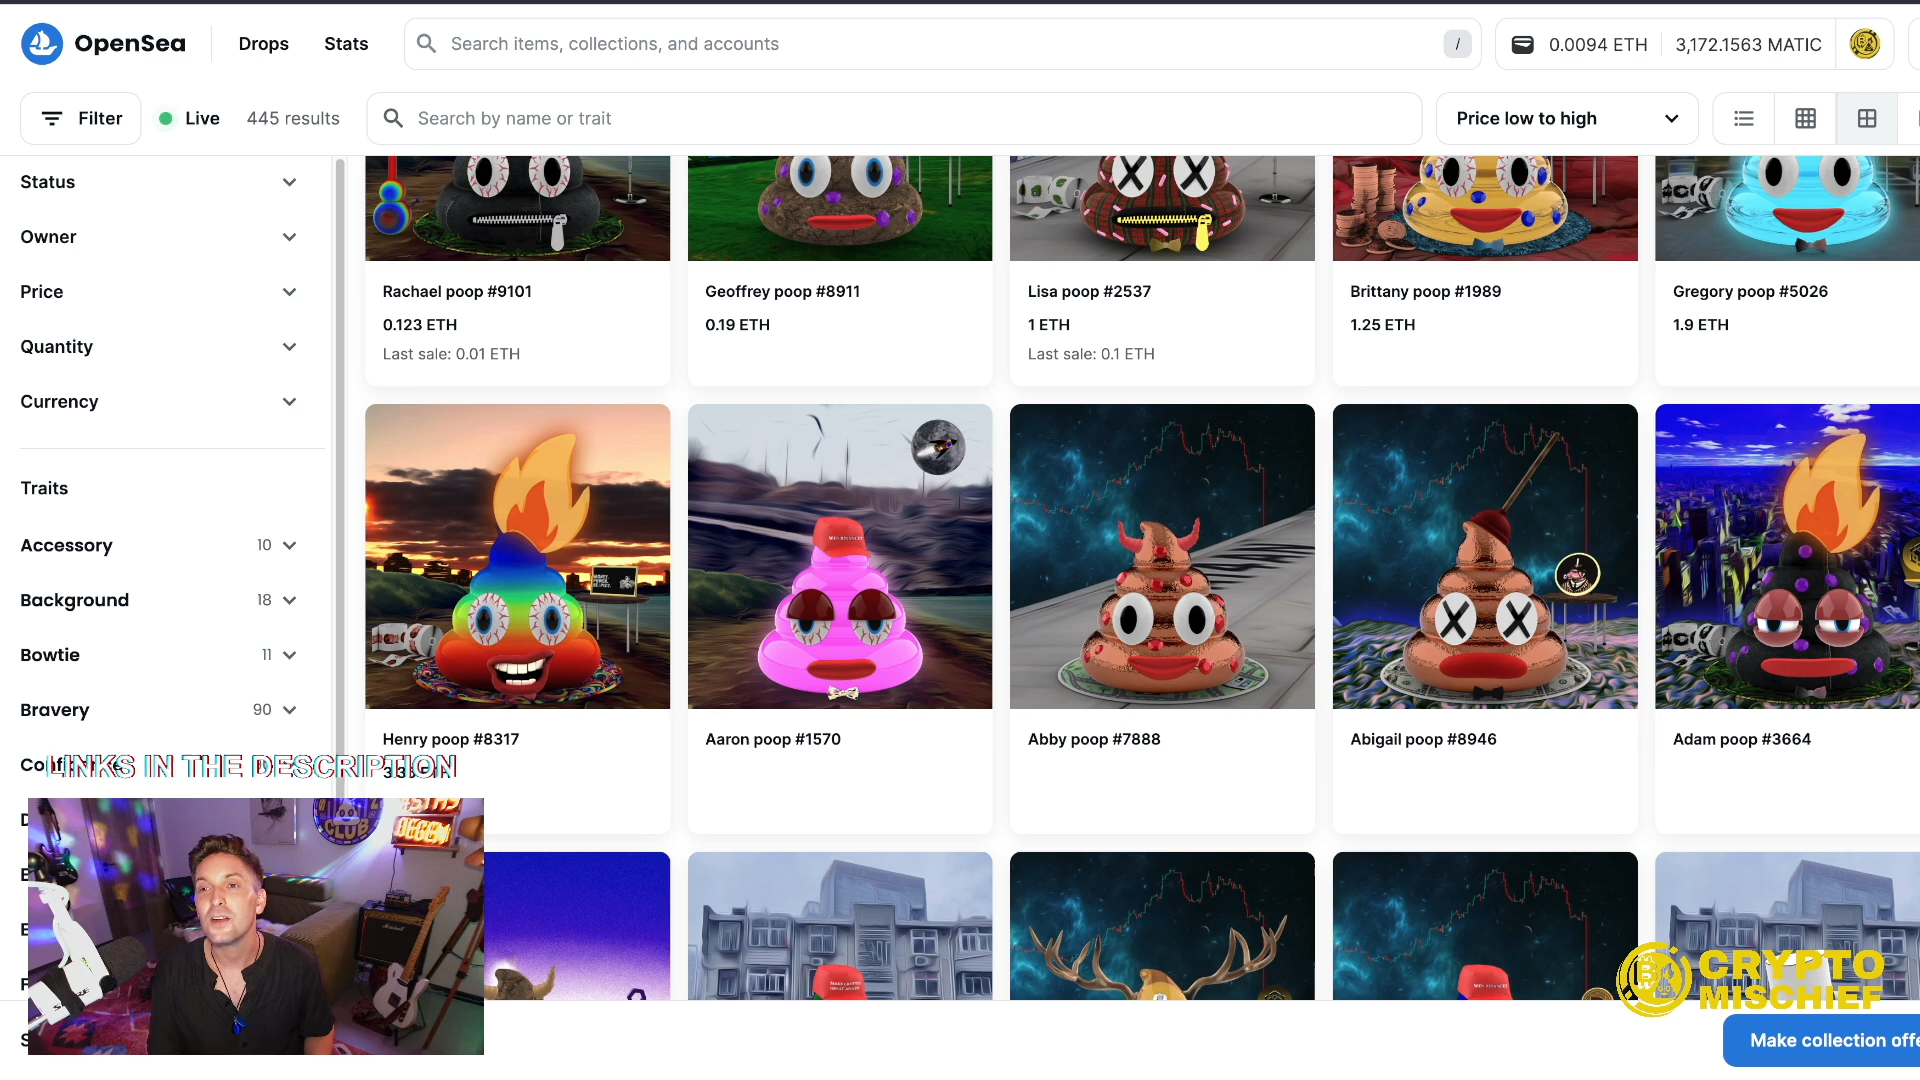 OpenSea
Drops
Stats
Search items, collections, and accounts
/
0.0094 ETH
3,172.1563 MATIC
Filter
Live
445 results
Search by name or trait
Price low to high
Status
Owner
Price
Quantity
Currency
Traits
Accessory 10
Background 18
Bowtie 11
Bravery 90
Rachael poop #9101
0.123 ETH
Last sale: 0.01 ETH
Geoffrey poop #8911
0.19 ETH
Lisa poop #2537
1 ETH
Last sale: 0.1 ETH
Brittany poop #1989
1.25 ETH
Gregory poop #5026
1.9 ETH
Henry poop #8317
Aaron poop #1570
Abby poop #7888
Abigail poop #8946
Adam poop #3664
LINKS IN THE DESCRIPTION
CLUB
DEGEN
Marshall
CRYPTO
MISCHIEF
Make collection offe